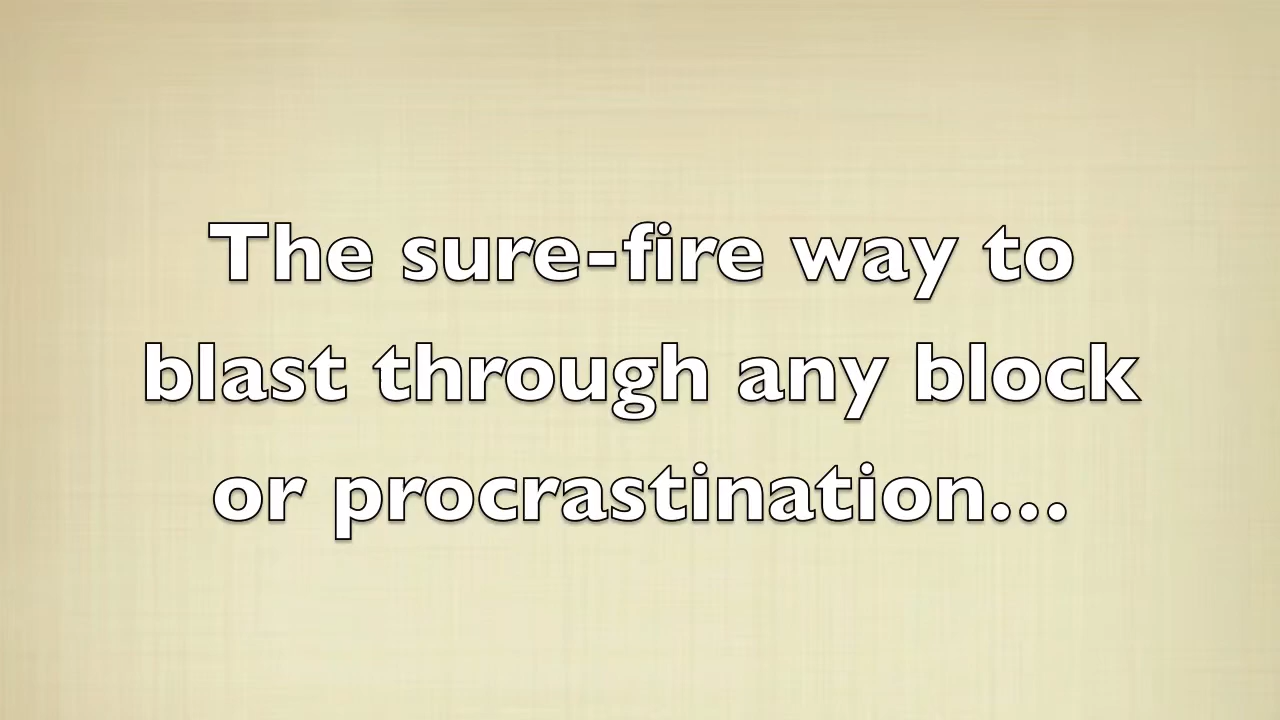 The sure-fire way to
blast through any block
or procrastination...